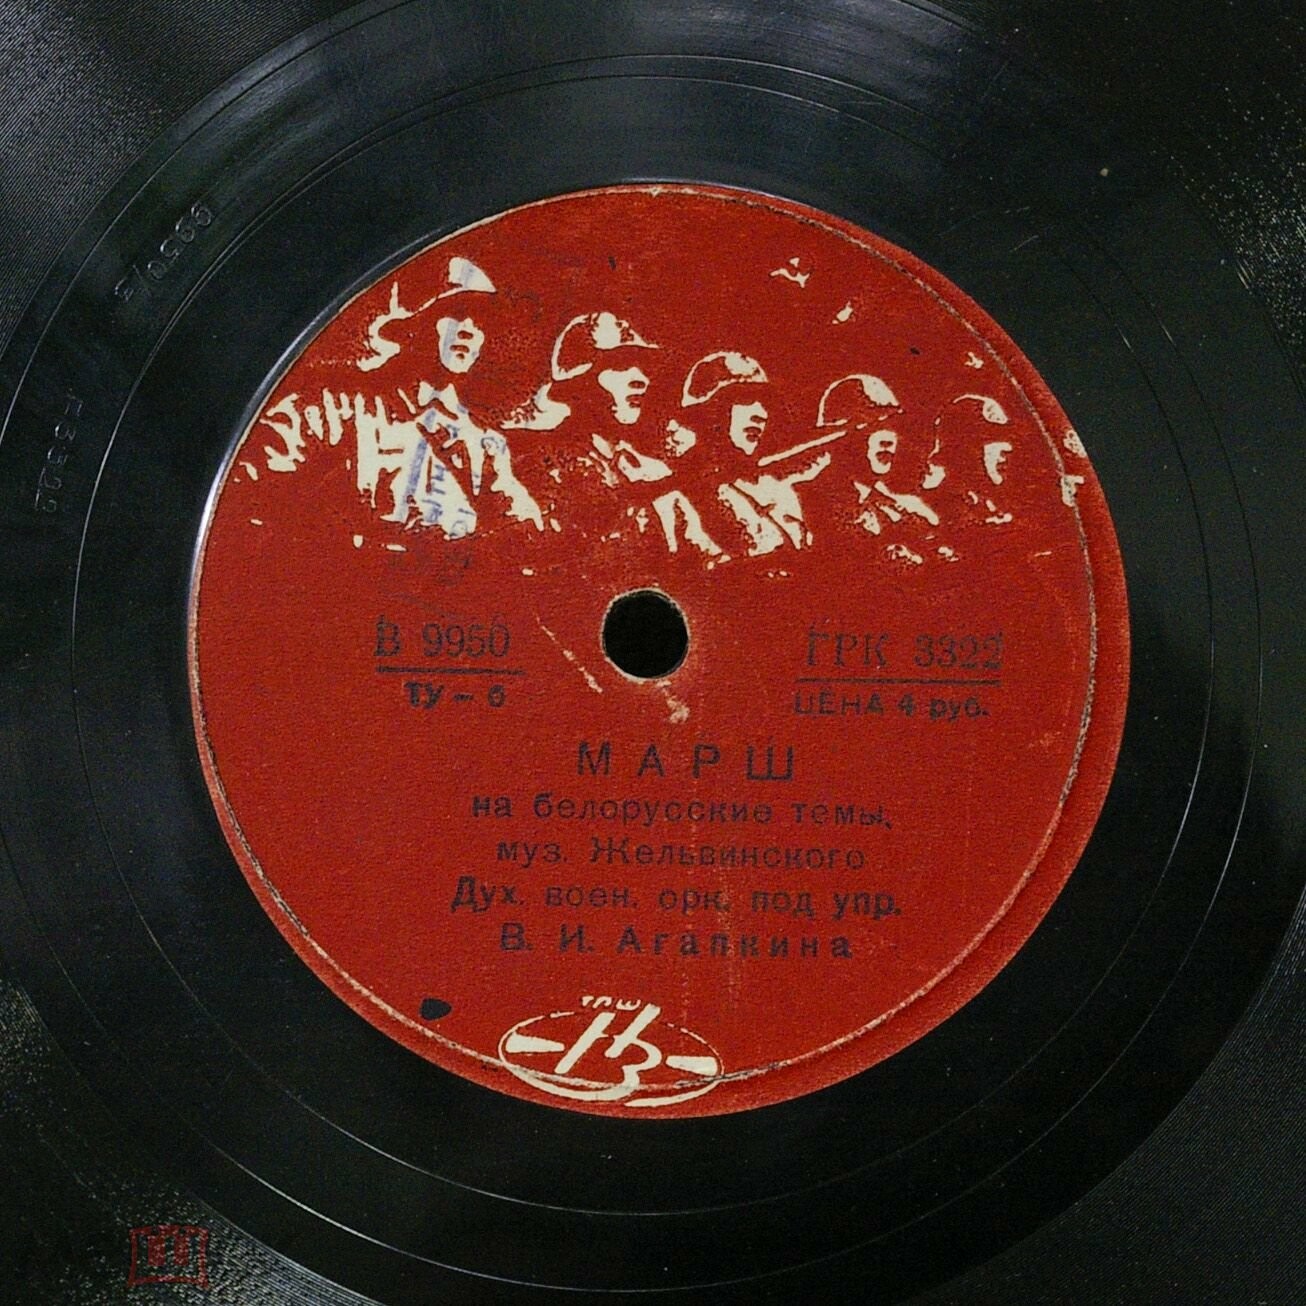 В 9950
ТУ – 6
ГРК 3322
ЦЕНА 4 руб.
МАРШ
на белорусские темы,
муз. Жельвинского
Дух. воен. орк. под упр.
В. И. Агапкина
НЗ